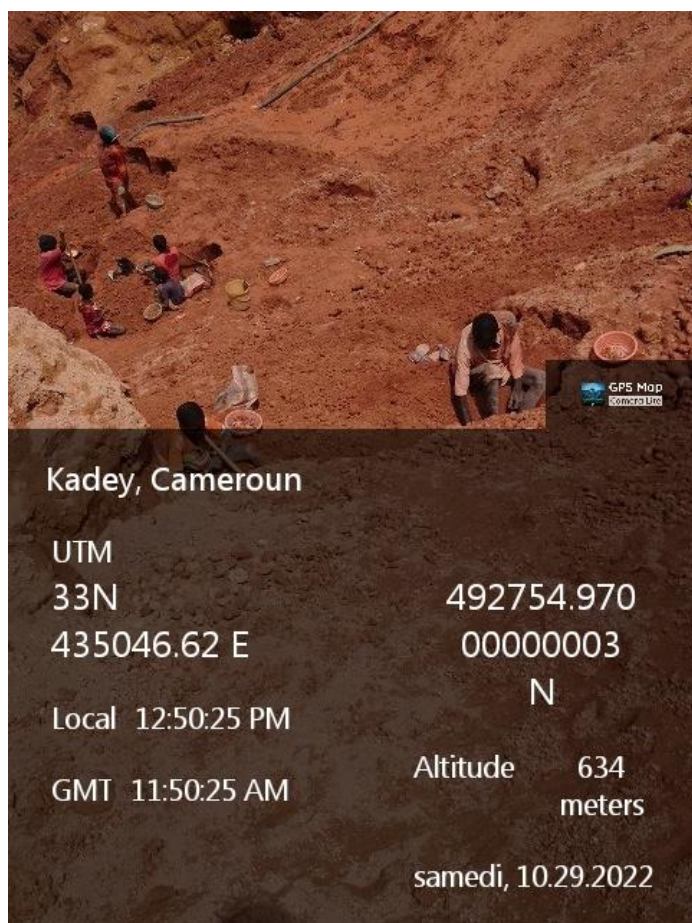 GPS Map
Camera Lite
Kadey, Cameroun
UTM
33N
435046.62 E
492754.970
00000003
N
Local 12:50:25 PM
GMT 11:50:25 AM
Altitude 634
meters
samedi, 10.29.2022